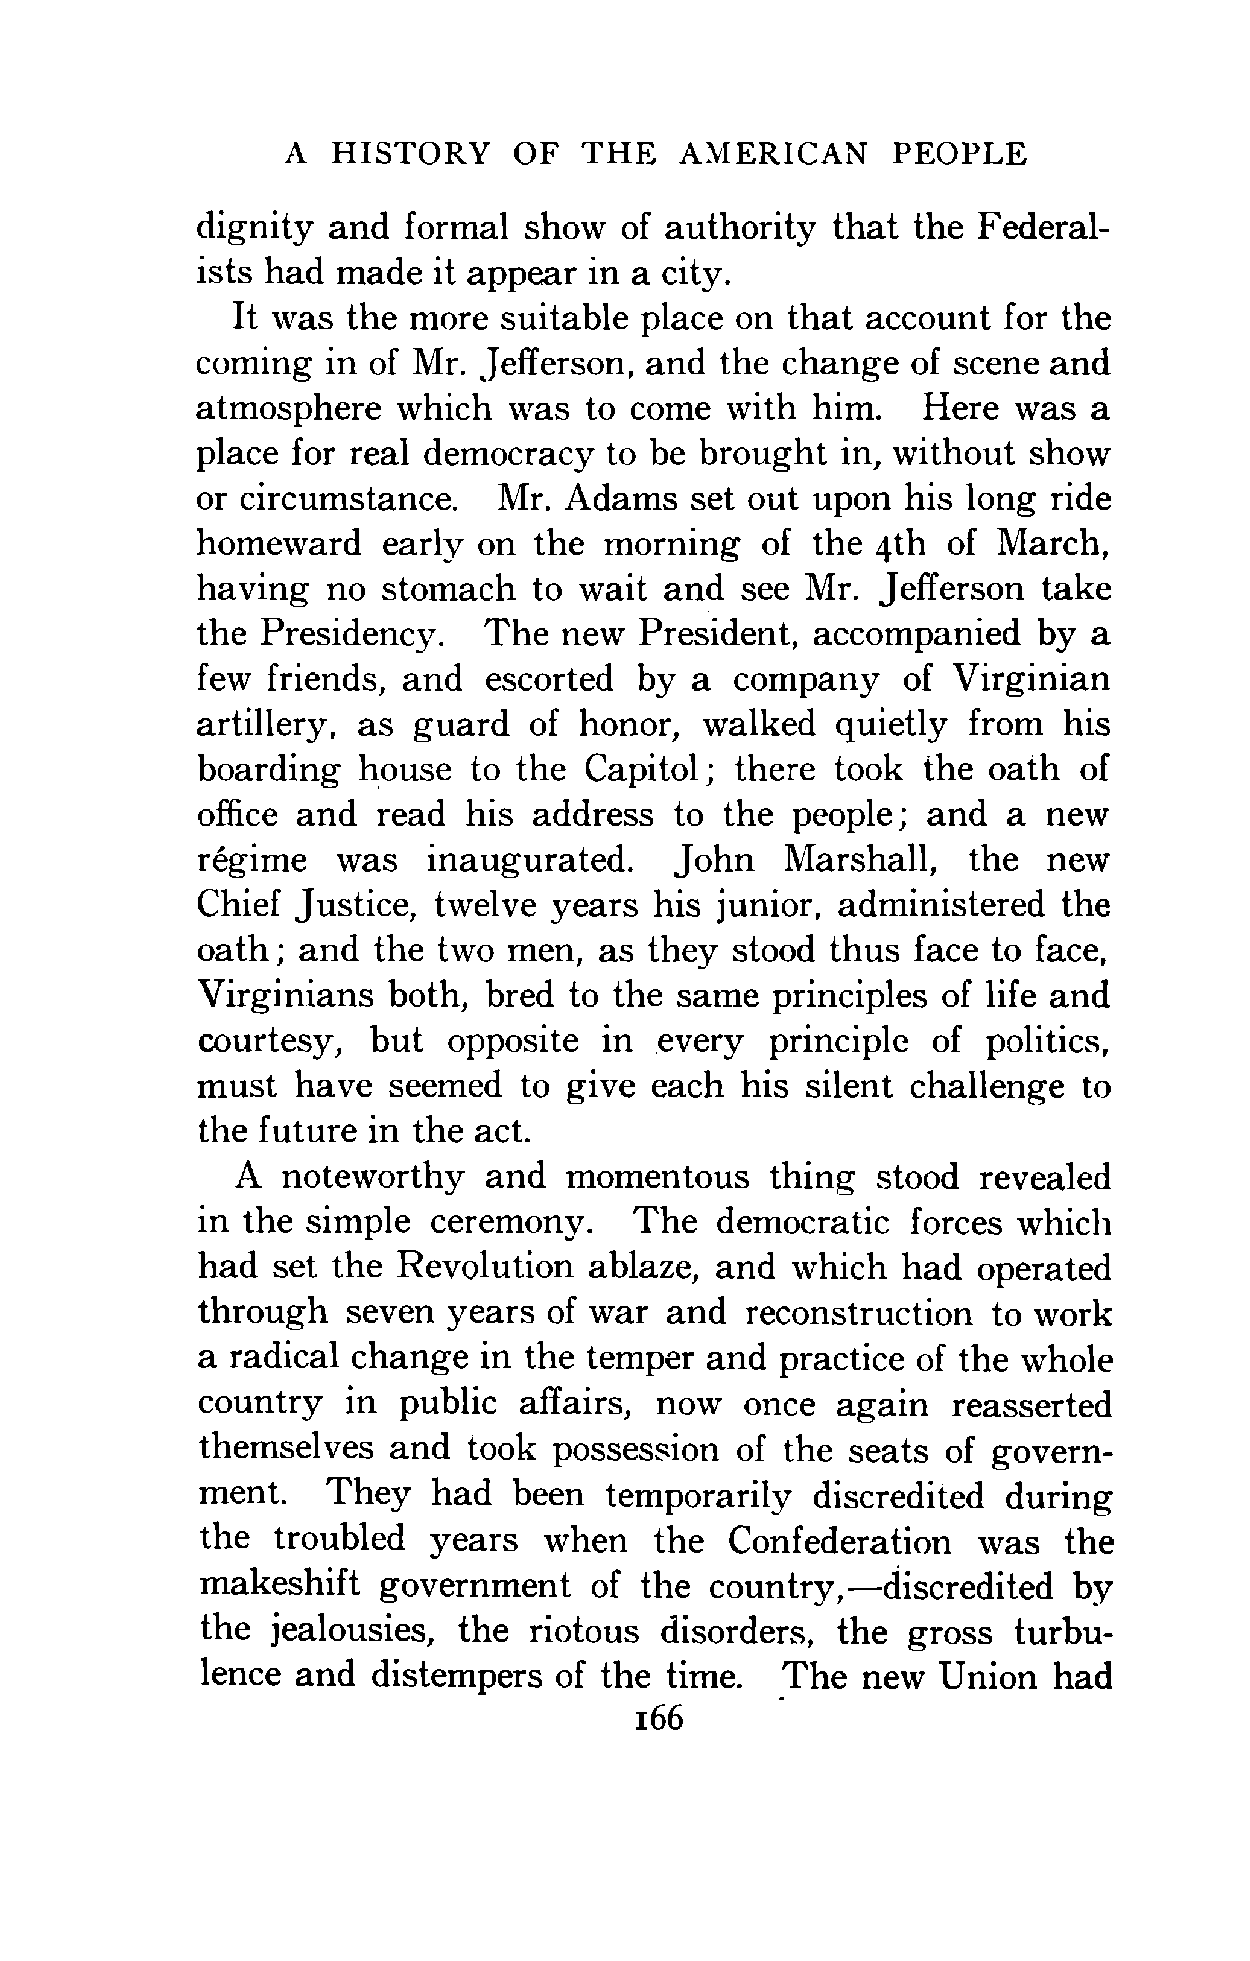 A HISTORY OF THE AMERICAN PEOPLE
dignity and formal show of authority that the Federal-
ists had made it appear in a city.
It was the more suitable place on that account for the
coming in of Mr. Jefferson, and the change of scene and
atmosphere which was to come with him. Here was a
place for real democracy to be brought in, without show
or circumstance. Mr. Adams set out upon his long ride
homeward early on the morning of the 4th of March,
having no stomach to wait and see Mr. Jefferson take
the Presidency. The new President, accompanied by a
few friends, and escorted by a company of Virginian
artillery, as guard of honor, walked quietly from his
boarding house to the Capitol; there took the oath of
office and read his address to the people; and a new
régime was inaugurated. John Marshall, the new
Chief Justice, twelve years his junior, administered the
oath; and the two men, as they stood thus face to face,
Virginians both, bred to the same principles of life and
courtesy, but opposite in every principle of politics,
must have seemed to give each his silent challenge to
the future in the act.
A noteworthy and momentous thing stood revealed
in the simple ceremony. The democratic forces which
had set the Revolution ablaze, and which had operated
through seven years of war and reconstruction to work
a radical change in the temper and practice of the whole
country in public affairs, now once again reasserted
themselves and took possession of the seats of govern-
ment. They had been temporarily discredited during
the troubled years when the Confederation was the
makeshift government of the country,—discredited by
the jealousies, the riotous disorders, the gross turbu-
lence and distempers of the time. The new Union had
166